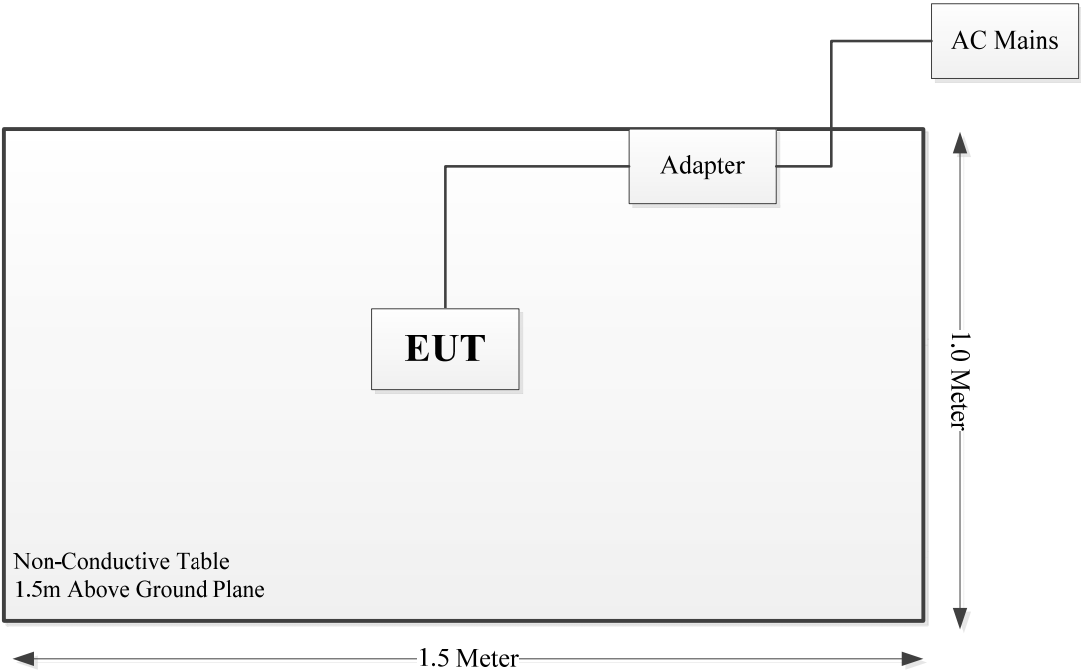 AC Mains
Adapter
EUT
1.0 Meter
Non-Conductive Table
1.5m Above Ground Plane
1.5 Meter